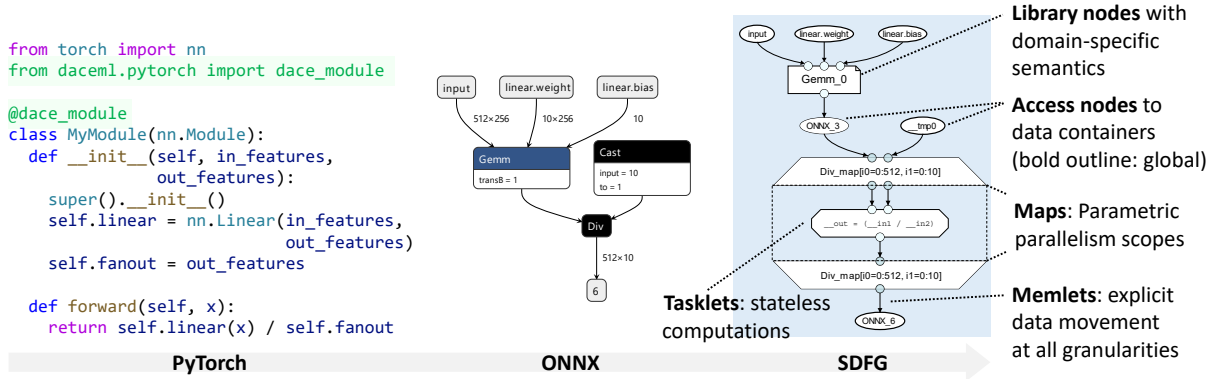 from torch import nn
from daceml.pytorch import dace_module
@dace_module
class MyModule(nn.Module):
def __init__(self, in_features,
out_features):
super().__init__()
self.linear = nn.Linear(in_features,
out_features)
self.fanout = out_features
def forward(self, x):
return self.linear(x) / self.fanout
PyTorch
input
linear.weight
linear.bias
512×256
10×256
10
Gemm
transB = 1
Cast
input = 10
to = 1
Div
512×10
6
ONNX
input
linear.weight
linear.bias
Gemm_0
ONNX_3
__tmp0
Div_map[i0=0:512, i1=0:10]
__out = (__in1 / __in2)
Div_map[i0=0:512, i1=0:10]
ONNX_6
SDFG
Library nodes with
domain-specific
semantics
Access nodes to
data containers
(bold outline: global)
Maps: Parametric
parallelism scopes
Tasklets: stateless
computations
Memlets: explicit
data movement
at all granularities